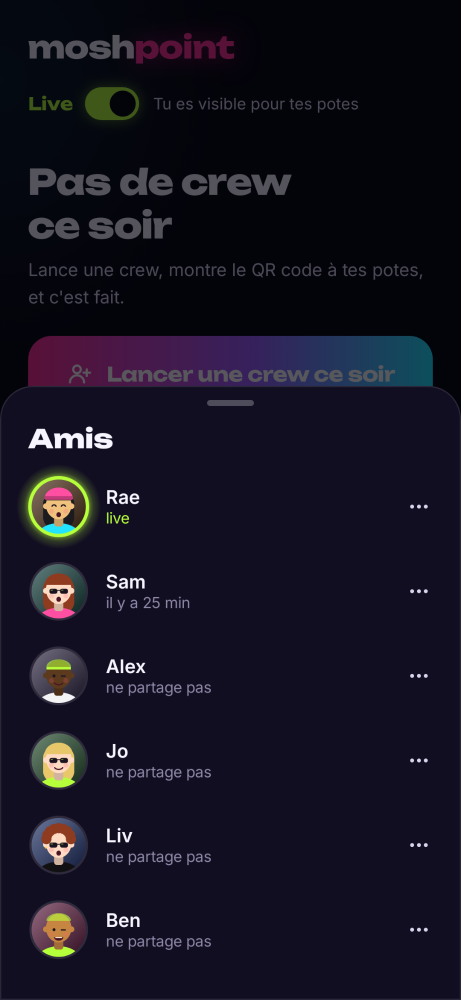 moshpoint
Live
Tu es visible pour tes potes
Pas de crew
ce soir
Lance une crew, montre le QR code à tes potes,
et c'est fait.
Lancer une crew ce soir
Amis
Rae
live
Sam
il y a 25 min
Alex
ne partage pas
Jo
ne partage pas
Liv
ne partage pas
Ben
ne partage pas